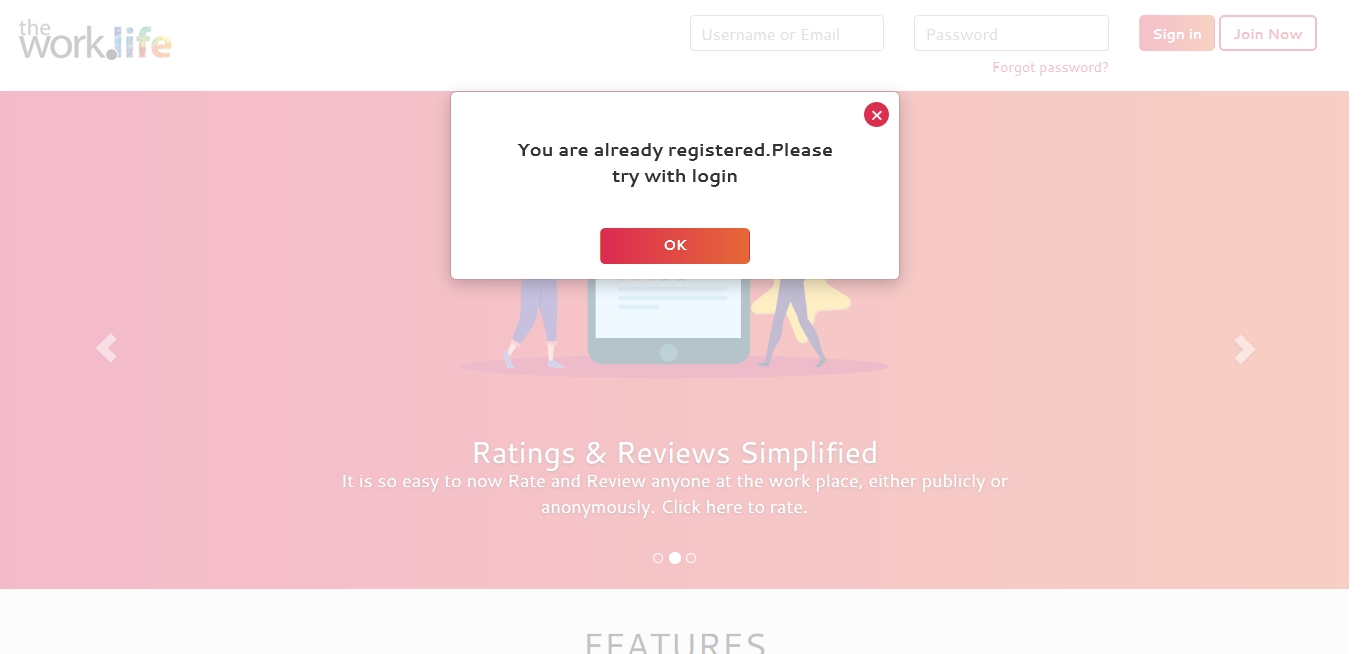 the
work.life
Username or Email
Password
Sign in
Join Now
Forgot password?
You are already registered.Please
try with login
OK
Ratings & Reviews Simplified
It is so easy to now Rate and Review anyone at the work place, either publicly or
anonymously. Click here to rate.
FEATURES